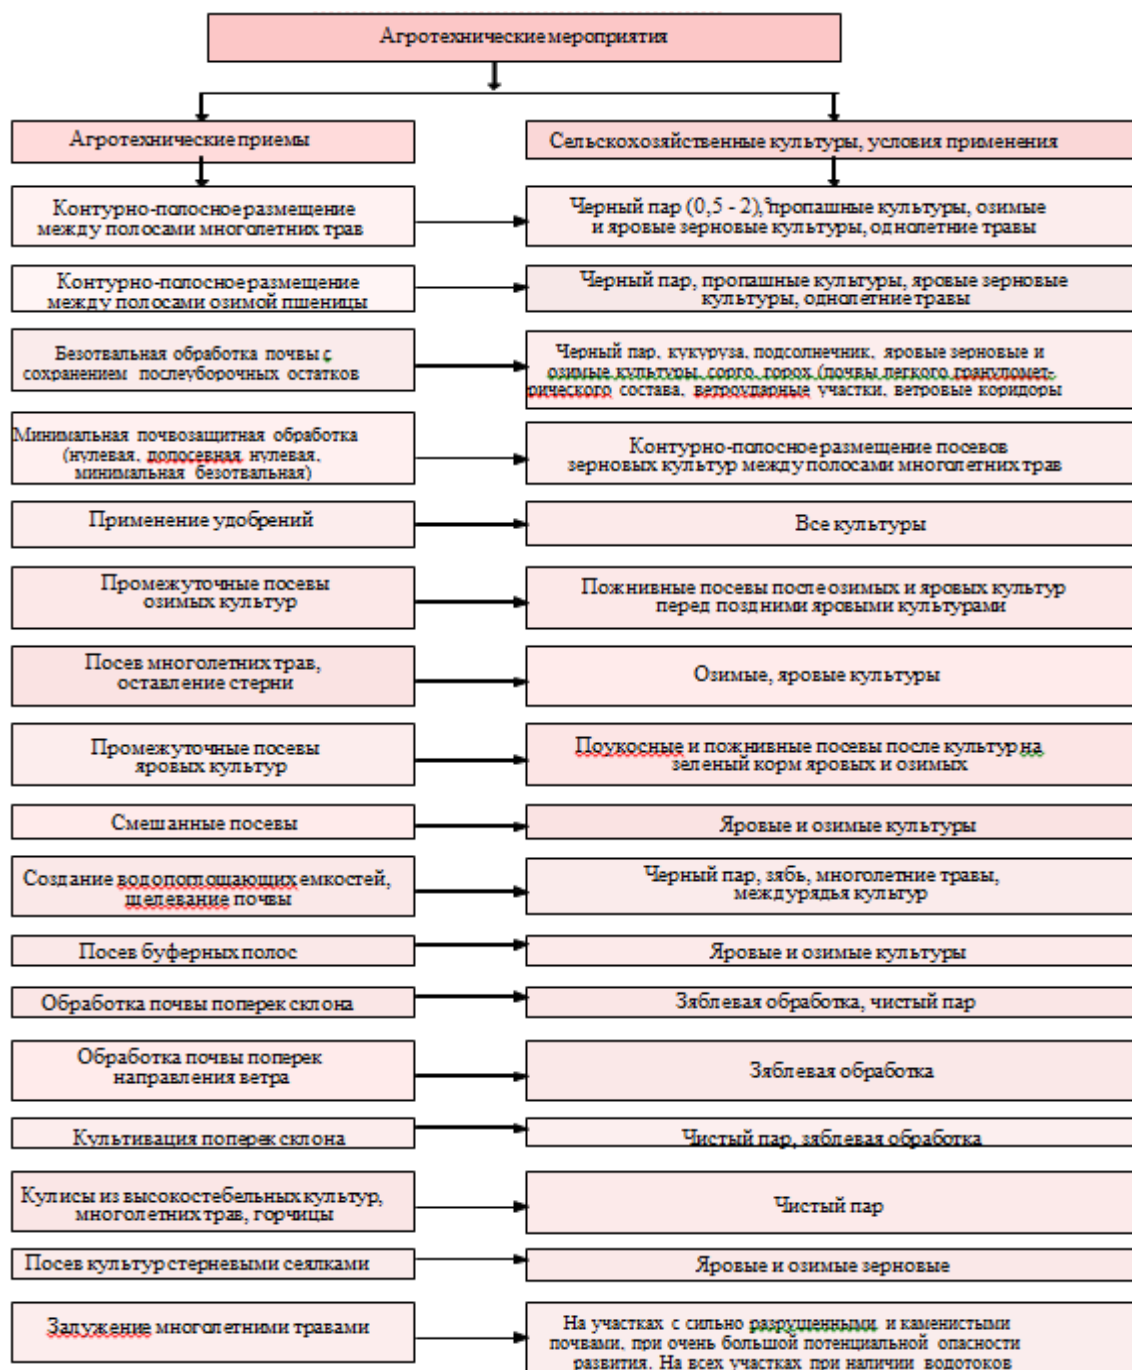 Агротехнические мероприятия
Агротехнические приемы
Сельскохозяйственные культуры, условия применения
Контурно-полосное размещение
между полосами многолетних трав
Черный пар (0,5 - 2),° пропашные культуры, озимые
и яровые зерновые культуры, однолетние травы
Контурно-полосное размещение
между полосами озимой пшеницы
Черный пар, пропашные культуры, яровые зерновые
культуры, однолетние травы
Безотвальная обработка почвы с
сохранением послеуборочных остатков
Черный пар, кукуруза, подсолнечник, яровые зерновые и
озимые культуры, сорго, горох (почвы легкого грануломет-
рического состава, ветроударные участки, ветровые коридоры
Минимальная почвозащитная обработка
(нулевая, допосевная нулевая,
минимальная безотвальная)
Контурно-полосное размещение посевов
зерновых культур между полосами многолетних трав
Применение удобрений
Все культуры
Промежуточные посевы
озимых культур
Пожнивные посевы после озимых и яровых культур
перед поздними яровыми культурами
Посев многолетних трав,
оставление стерни
Озимые, яровые культуры
Промежуточные посевы
яровых культур
Поукосные и пожнивные посевы после культур на
зеленый корм яровых и озимых
Смешанные посевы
Яровые и озимые культуры
Создание водопоглощающих емкостей,
щелевание почвы
Черный пар, зябь, многолетние травы,
междурядья культур
Посев буферных полос
Яровые и озимые культуры
Обработка почвы поперек склона
Зяблевая обработка, чистый пар
Обработка почвы поперек
направления ветра
Зяблевая обработка
Культивация поперек склона
Чистый пар, зяблевая обработка
Кулисы из высокостебельных культур,
многолетних трав, горчицы
Чистый пар
Посев культур стерневыми сеялками
Яровые и озимые зерновые
Залужение многолетними травами
На участках с сильно разрушенными и каменистыми
почвами, при очень большой потенциальной опасности
развития. На всех участках при наличии водотоков